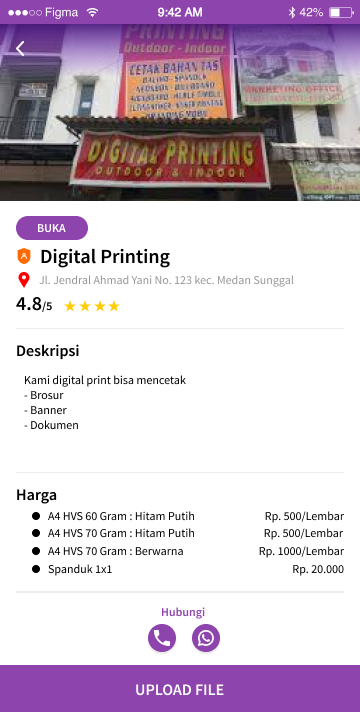 Figma
9:42 AM
42%
PRINTING
Outdoor - Indoor
CETAK BAHAN TAS
MARKETING OFFICE
DIGITAL PRINTING
OUTDOOR & INDOOR
BUKA
Digital Printing
Jl. Jendral Ahmad Yani No. 123 kec. Medan Sunggal
4.8/5
Deskripsi
Kami digital print bisa mencetak
- Brosur
- Banner
- Dokumen
Harga
A4 HVS 60 Gram : Hitam Putih Rp. 500/Lembar
A4 HVS 70 Gram : Hitam Putih Rp. 500/Lembar
A4 HVS 70 Gram : Berwarna Rp. 1000/Lembar
Spanduk 1x1 Rp. 20.000
Hubungi
UPLOAD FILE